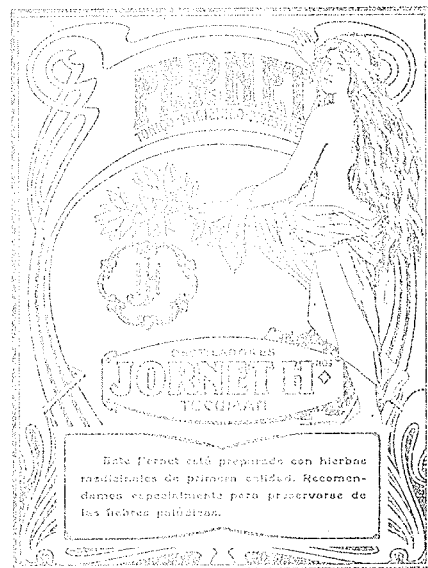 FERNET
JH
DESTILADORES
JORNET H
TUCUMAN
Este Fernet está preparado con hierbas
medicinales de primera calidad. Recomen-
damos especialmente para preservarse de
las fiebres palúdicas.